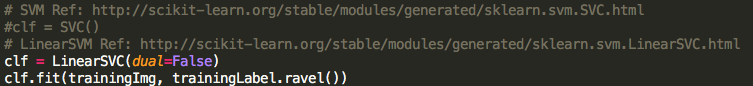 # SVM Ref: http://scikit-learn.org/stable/modules/generated/sklearn.svm.SVC.html
#clf = SVC()
# LinearSVM Ref: http://scikit-learn.org/stable/modules/generated/sklearn.svm.LinearSVC.html
clf = LinearSVC(dual=False)
clf.fit(trainingImg, trainingLabel.ravel())